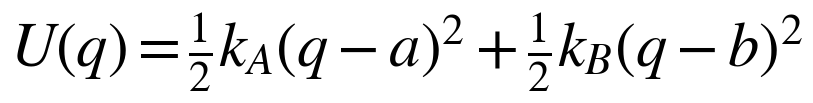 U(q) = ½k_A(q − a)² + ½k_B(q − b)²